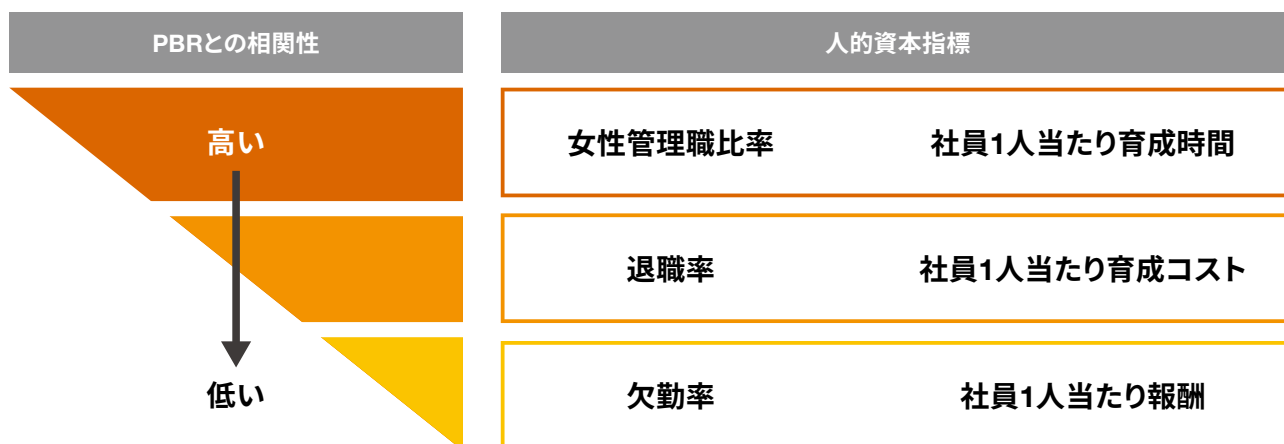 PBRとの相関性
人的資本指標
高い
女性管理職比率
社員1人当たり育成時間
退職率
社員1人当たり育成コスト
低い
欠勤率
社員1人当たり報酬